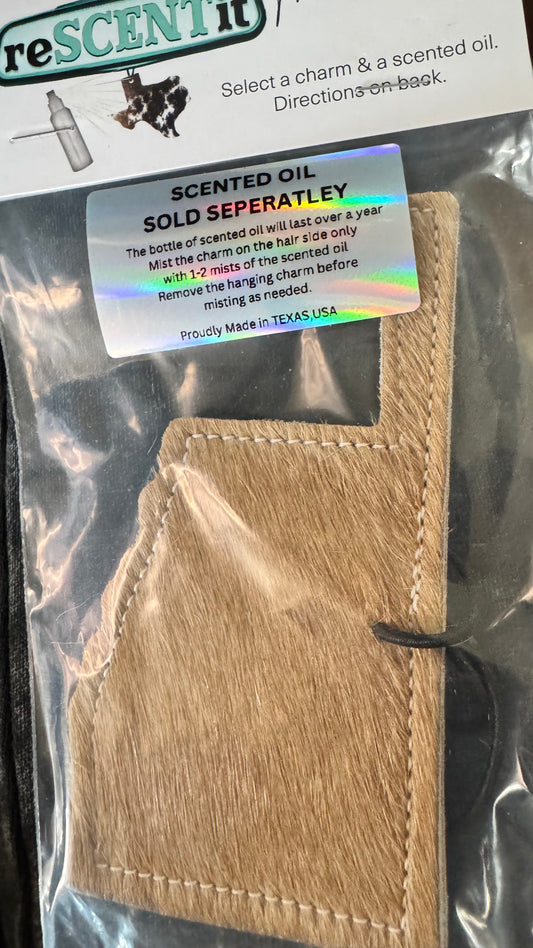 reSCENTit
Select a charm & a scented oil.
Directions on back.
SCENTED OIL
SOLD SEPERATLEY
The bottle of scented oil will last over a year
Mist the charm on the hair side only
with 1-2 mists of the scented oil
Remove the hanging charm before
misting as needed.
Proudly Made in TEXAS,USA